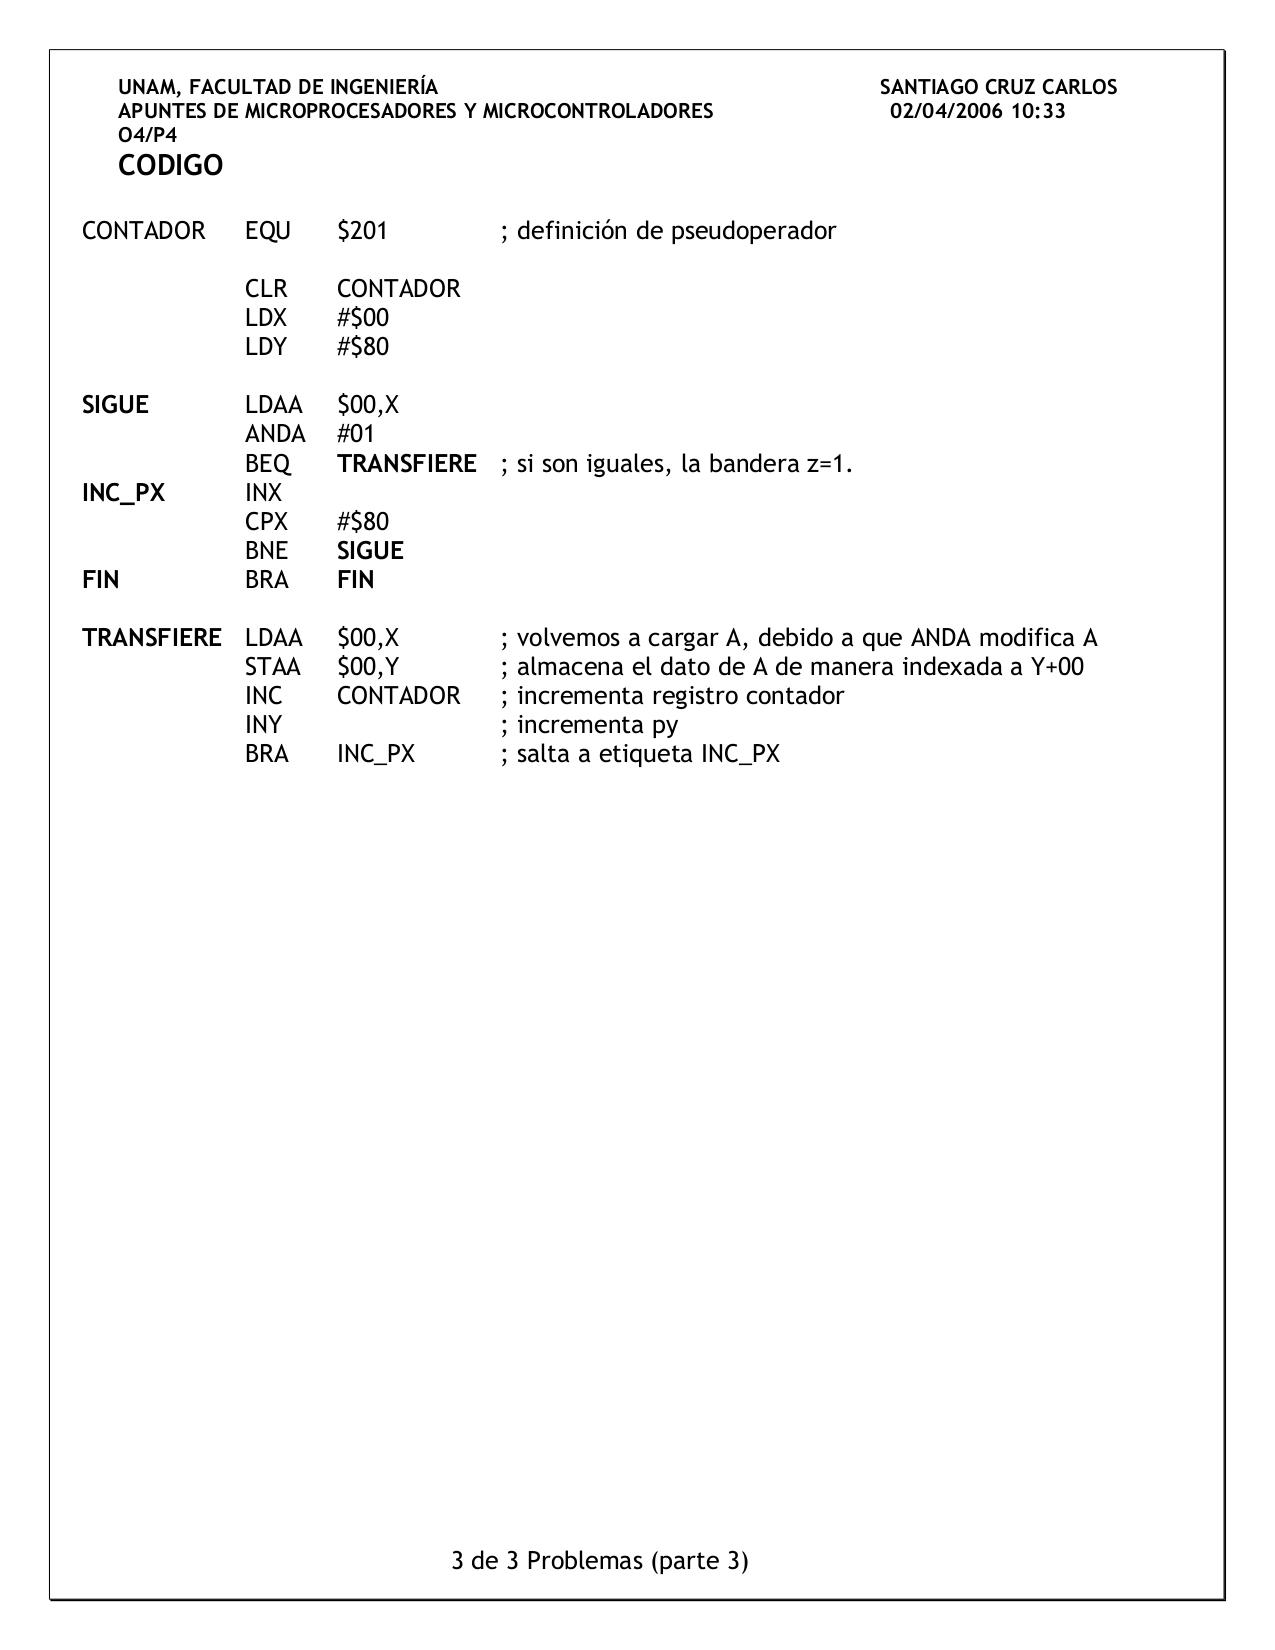 UNAM, FACULTAD DE INGENIERÍA SANTIAGO CRUZ CARLOS
APUNTES DE MICROPROCESADORES Y MICROCONTROLADORES 02/04/2006 10:33
O4/P4
CODIGO
CONTADOR EQU $201 ; definición de pseudoperador
CLR CONTADOR
LDX #$00
LDY #$80
SIGUE LDAA $00,X
ANDA #01
BEQ TRANSFIERE ; si son iguales, la bandera z=1.
INC_PX INX
CPX #$80
BNE SIGUE
FIN BRA FIN
TRANSFIERE LDAA $00,X ; volvemos a cargar A, debido a que ANDA modifica A
STAA $00,Y ; almacena el dato de A de manera indexada a Y+00
INC CONTADOR ; incrementa registro contador
INY ; incrementa py
BRA INC_PX ; salta a etiqueta INC_PX
3 de 3 Problemas (parte 3)